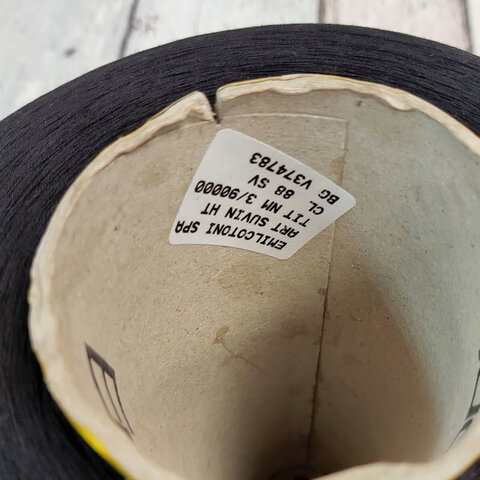 EMILCOTONI SPA
ART SUVIN HT
TIT NM 3/90000
CL 88 SV
BC V374783